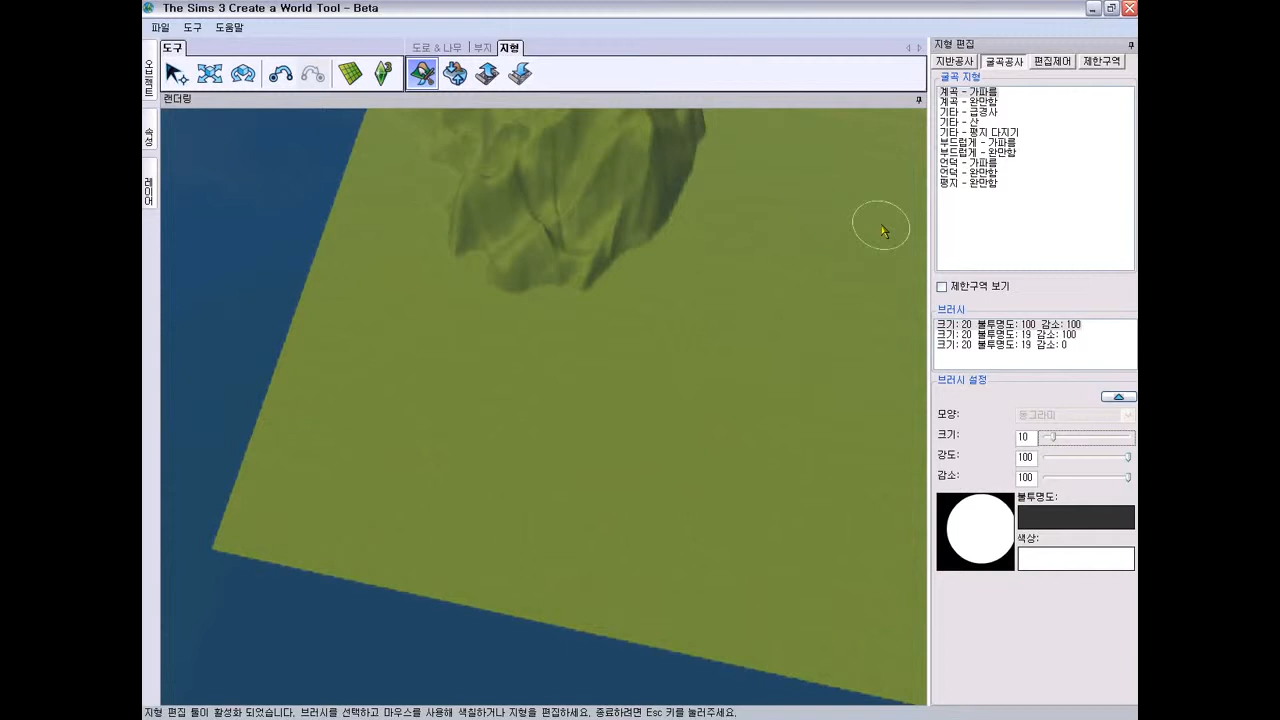 The Sims 3 Create a World Tool – Beta
파일 도구 도움말
도구
도로 & 나무 부지 지형
랜더링
오브젝트
속성
레이어
지형 편집
지반공사 굴곡공사 편집제어 제한구역
굴곡 지형
계곡 - 가파름
계곡 - 완만함
기타 - 급경사
기타 - 산
기타 - 평지 다지기
부드럽게 - 가파름
부드럽게 - 완만함
언덕 - 가파름
언덕 - 완만함
평지 - 완만함
제한구역 보기
브러시
크기: 20 불투명도: 100 감소: 100
크기: 20 불투명도: 19 감소: 100
크기: 20 불투명도: 19 감소: 0
브러시 설정
모양: 동그라미
크기: 10
강도: 100
감소: 100
불투명도:
색상:
지형 편집 툴이 활성화 되었습니다. 브러시를 선택하고 마우스를 사용해 색칠하거나 지형을 편집하세요. 종료하려면 Esc 키를 눌러주세요.